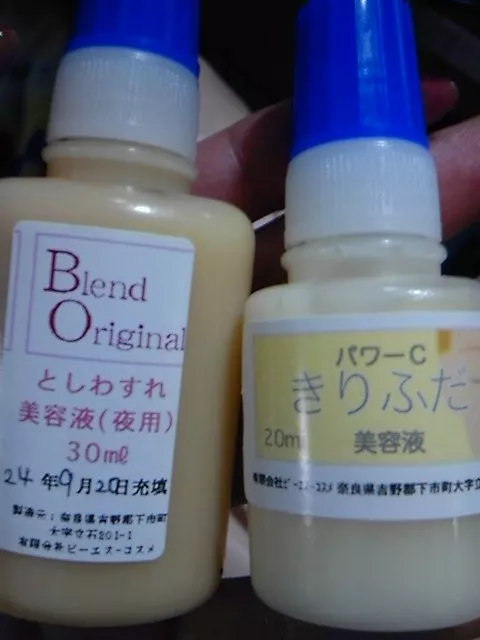 Blend
Original
としわすれ
美容液(夜用)
30㎖
24年9月20日充填
製造元:奈良県吉野郡下市町
大字立石201-1
有限会社ピーエス-コスメ
パワーC
きりふだ
20m
美容液
有限会社ピーエス-コスメ 奈良県吉野郡下市町大字立